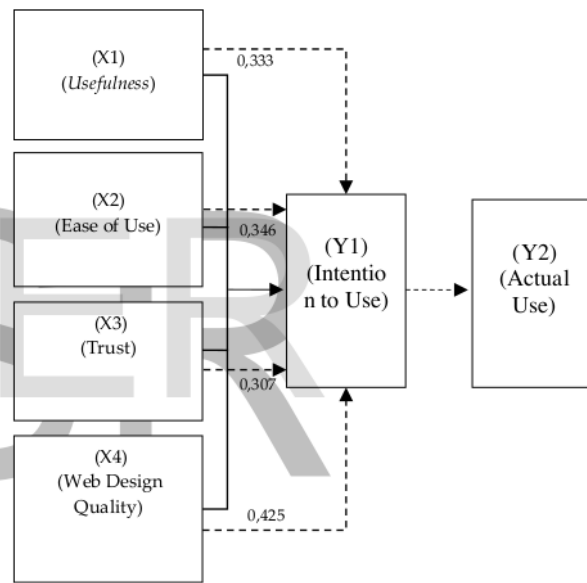 (X1)
(Usefulness)
0,333
(X2)
(Ease of Use)
0,346
(Y1)
(Intentio
n to Use)
(Y2)
(Actual
Use)
(X3)
(Trust)
0,307
(X4)
(Web Design
Quality)
0,425